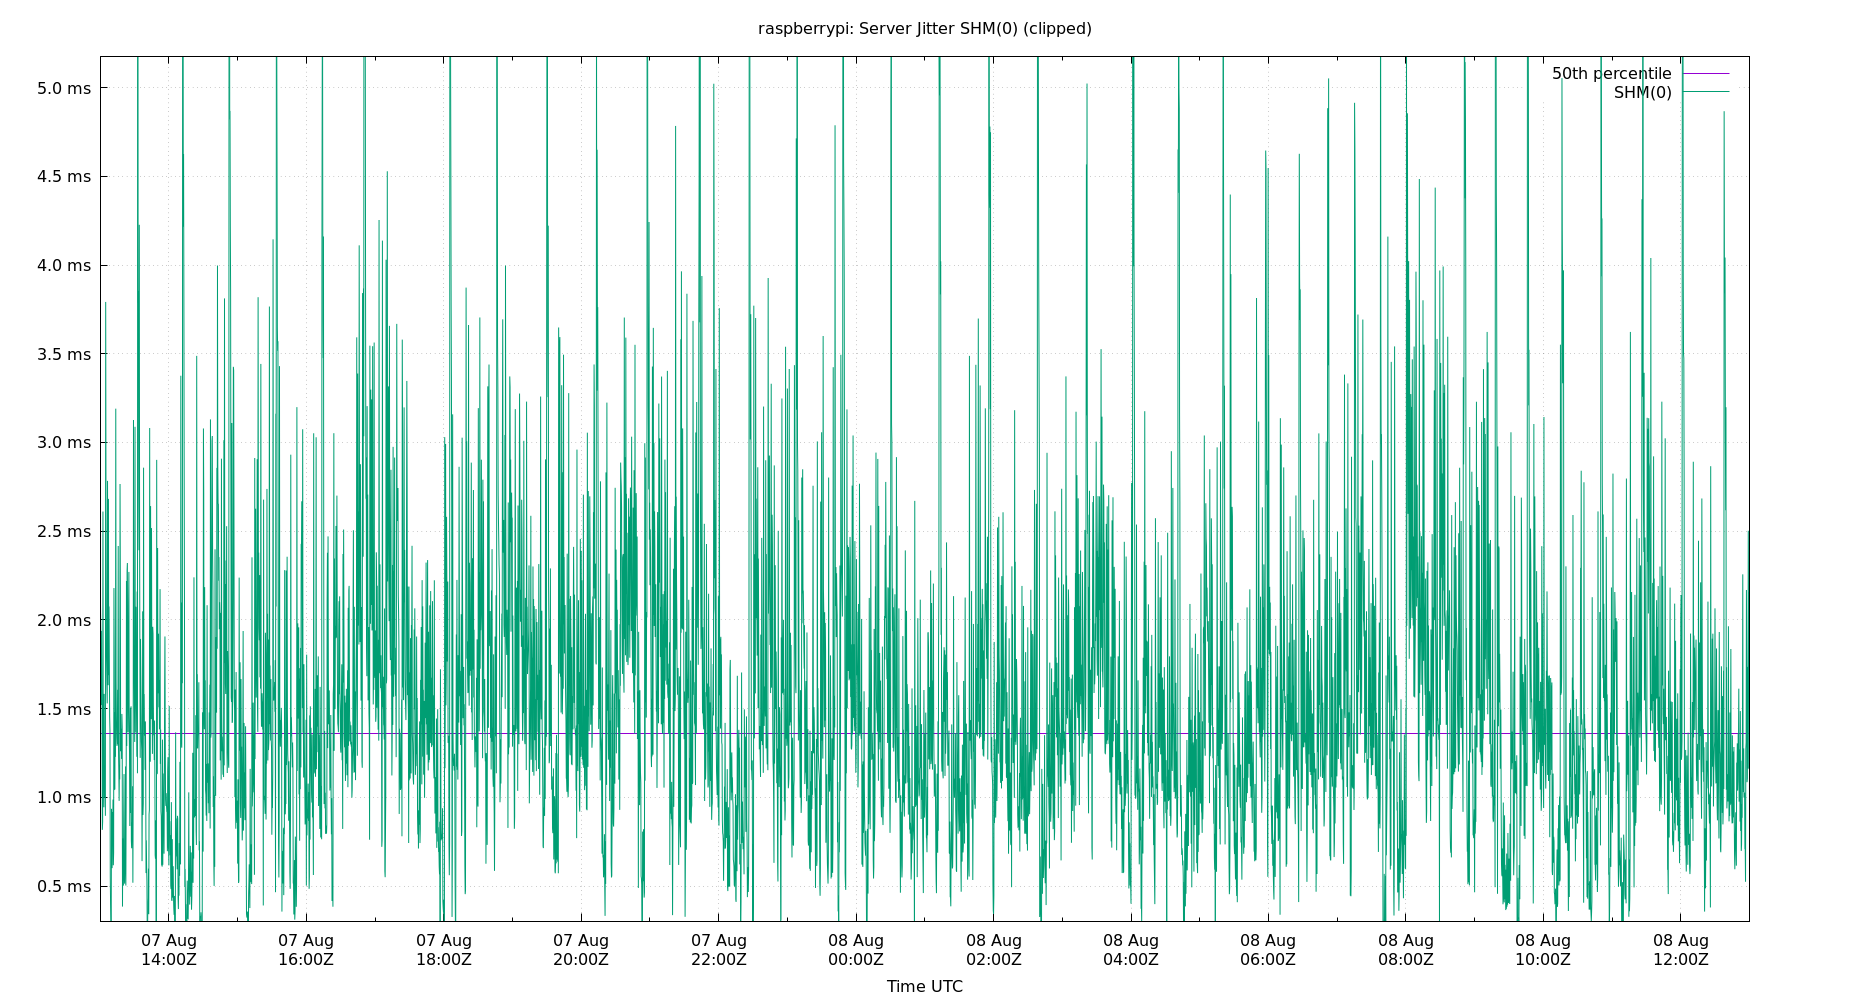 raspberrypi: Server Jitter SHM(0) (clipped)
50th percentile
SHM(0)
5.0 ms
4.5 ms
4.0 ms
3.5 ms
3.0 ms
2.5 ms
2.0 ms
1.5 ms
1.0 ms
0.5 ms
07 Aug 07 Aug 07 Aug 07 Aug 07 Aug 08 Aug 08 Aug 08 Aug 08 Aug 08 Aug 08 Aug 08 Aug
14:00Z 16:00Z 18:00Z 20:00Z 22:00Z 00:00Z 02:00Z 04:00Z 06:00Z 08:00Z 10:00Z 12:00Z
Time UTC